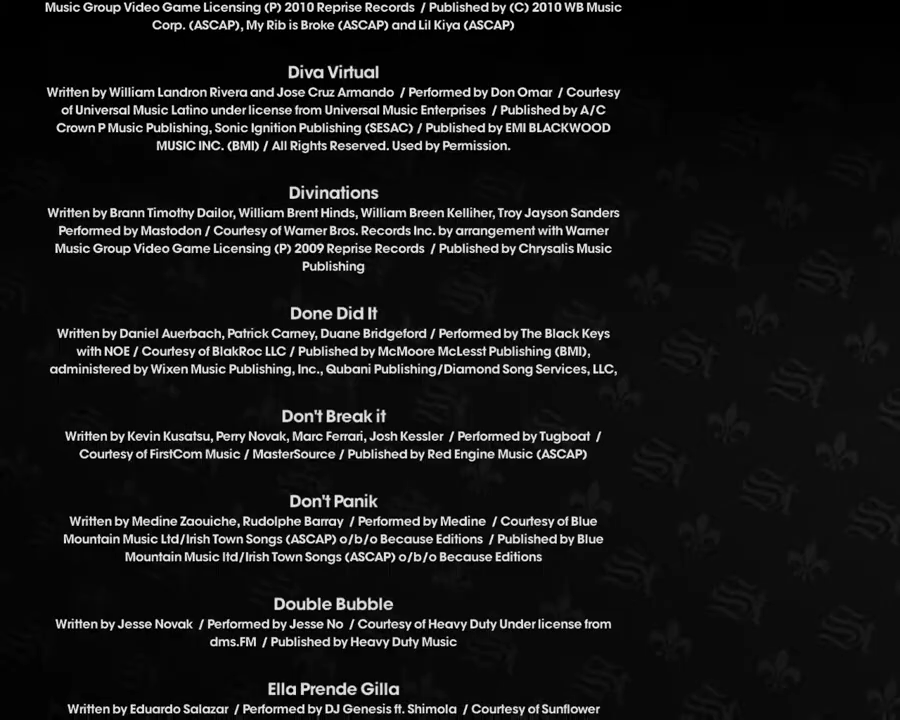 Music Group Video Game Licensing (P) 2010 Reprise Records / Published by (C) 2010 WB Music
Corp. (ASCAP), My Rib is Broke (ASCAP) and Lil Kiya (ASCAP)
Diva Virtual
Written by William Landron Rivera and Jose Cruz Armando / Performed by Don Omar / Courtesy
of Universal Music Latino under license from Universal Music Enterprises / Published by A/C
Crown P Music Publishing, Sonic Ignition Publishing (SESAC) / Published by EMI BLACKWOOD
MUSIC INC. (BMI) / All Rights Reserved. Used by Permission.
Divinations
Written by Brann Timothy Dailor, William Brent Hinds, William Breen Kelliher, Troy Jayson Sanders
Performed by Mastodon / Courtesy of Warner Bros. Records Inc. by arrangement with Warner
Music Group Video Game Licensing (P) 2009 Reprise Records / Published by Chrysalis Music
Publishing
Done Did It
Written by Daniel Auerbach, Patrick Carney, Duane Bridgeford / Performed by The Black Keys
with NOE / Courtesy of BlakRoc LLC / Published by McMoore McLesst Publishing (BMI),
administered by Wixen Music Publishing, Inc., Qubani Publishing/Diamond Song Services, LLC,
Don't Break it
Written by Kevin Kusatsu, Perry Novak, Marc Ferrari, Josh Kessler / Performed by Tugboat /
Courtesy of FirstCom Music / MasterSource / Published by Red Engine Music (ASCAP)
Don't Panik
Written by Medine Zaouiche, Rudolphe Barray / Performed by Medine / Courtesy of Blue
Mountain Music Ltd/Irish Town Songs (ASCAP) o/b/o Because Editions / Published by Blue
Mountain Music ltd/Irish Town Songs (ASCAP) o/b/o Because Editions
Double Bubble
Written by Jesse Novak / Performed by Jesse No / Courtesy of Heavy Duty Under license from
dms.FM / Published by Heavy Duty Music
Ella Prende Gilla
Written by Eduardo Salazar / Performed by DJ Genesis ft. Shimola / Courtesy of Sunflower